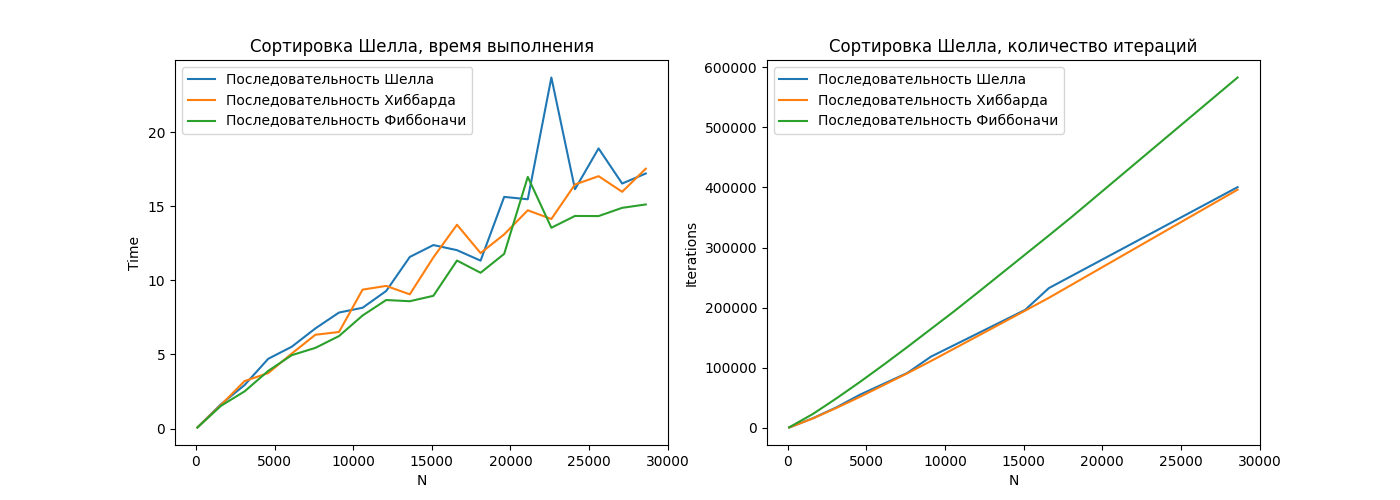 Сортировка Шелла, время выполнения
Последовательность Шелла
Последовательность Хиббарда
Последовательность Фиббоначи
Time
20
15
10
5
0
0 5000 10000 15000 20000 25000 30000
N
Сортировка Шелла, количество итераций
Последовательность Шелла
Последовательность Хиббарда
Последовательность Фиббоначи
Iterations
600000
500000
400000
300000
200000
100000
0
0 5000 10000 15000 20000 25000 30000
N